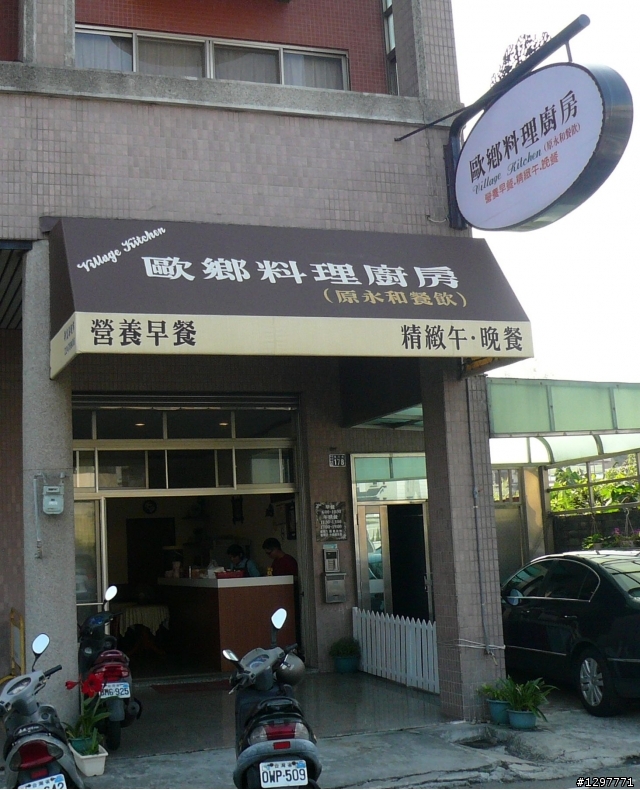 歐鄉料理廚房
Village Kitchen (原永和餐飲)
營養早餐.精緻午.晚餐
Village Kitchen
歐鄉料理廚房
(原永和餐飲)
營養早餐
精緻午·晚餐
178
OWP-509
#1297771